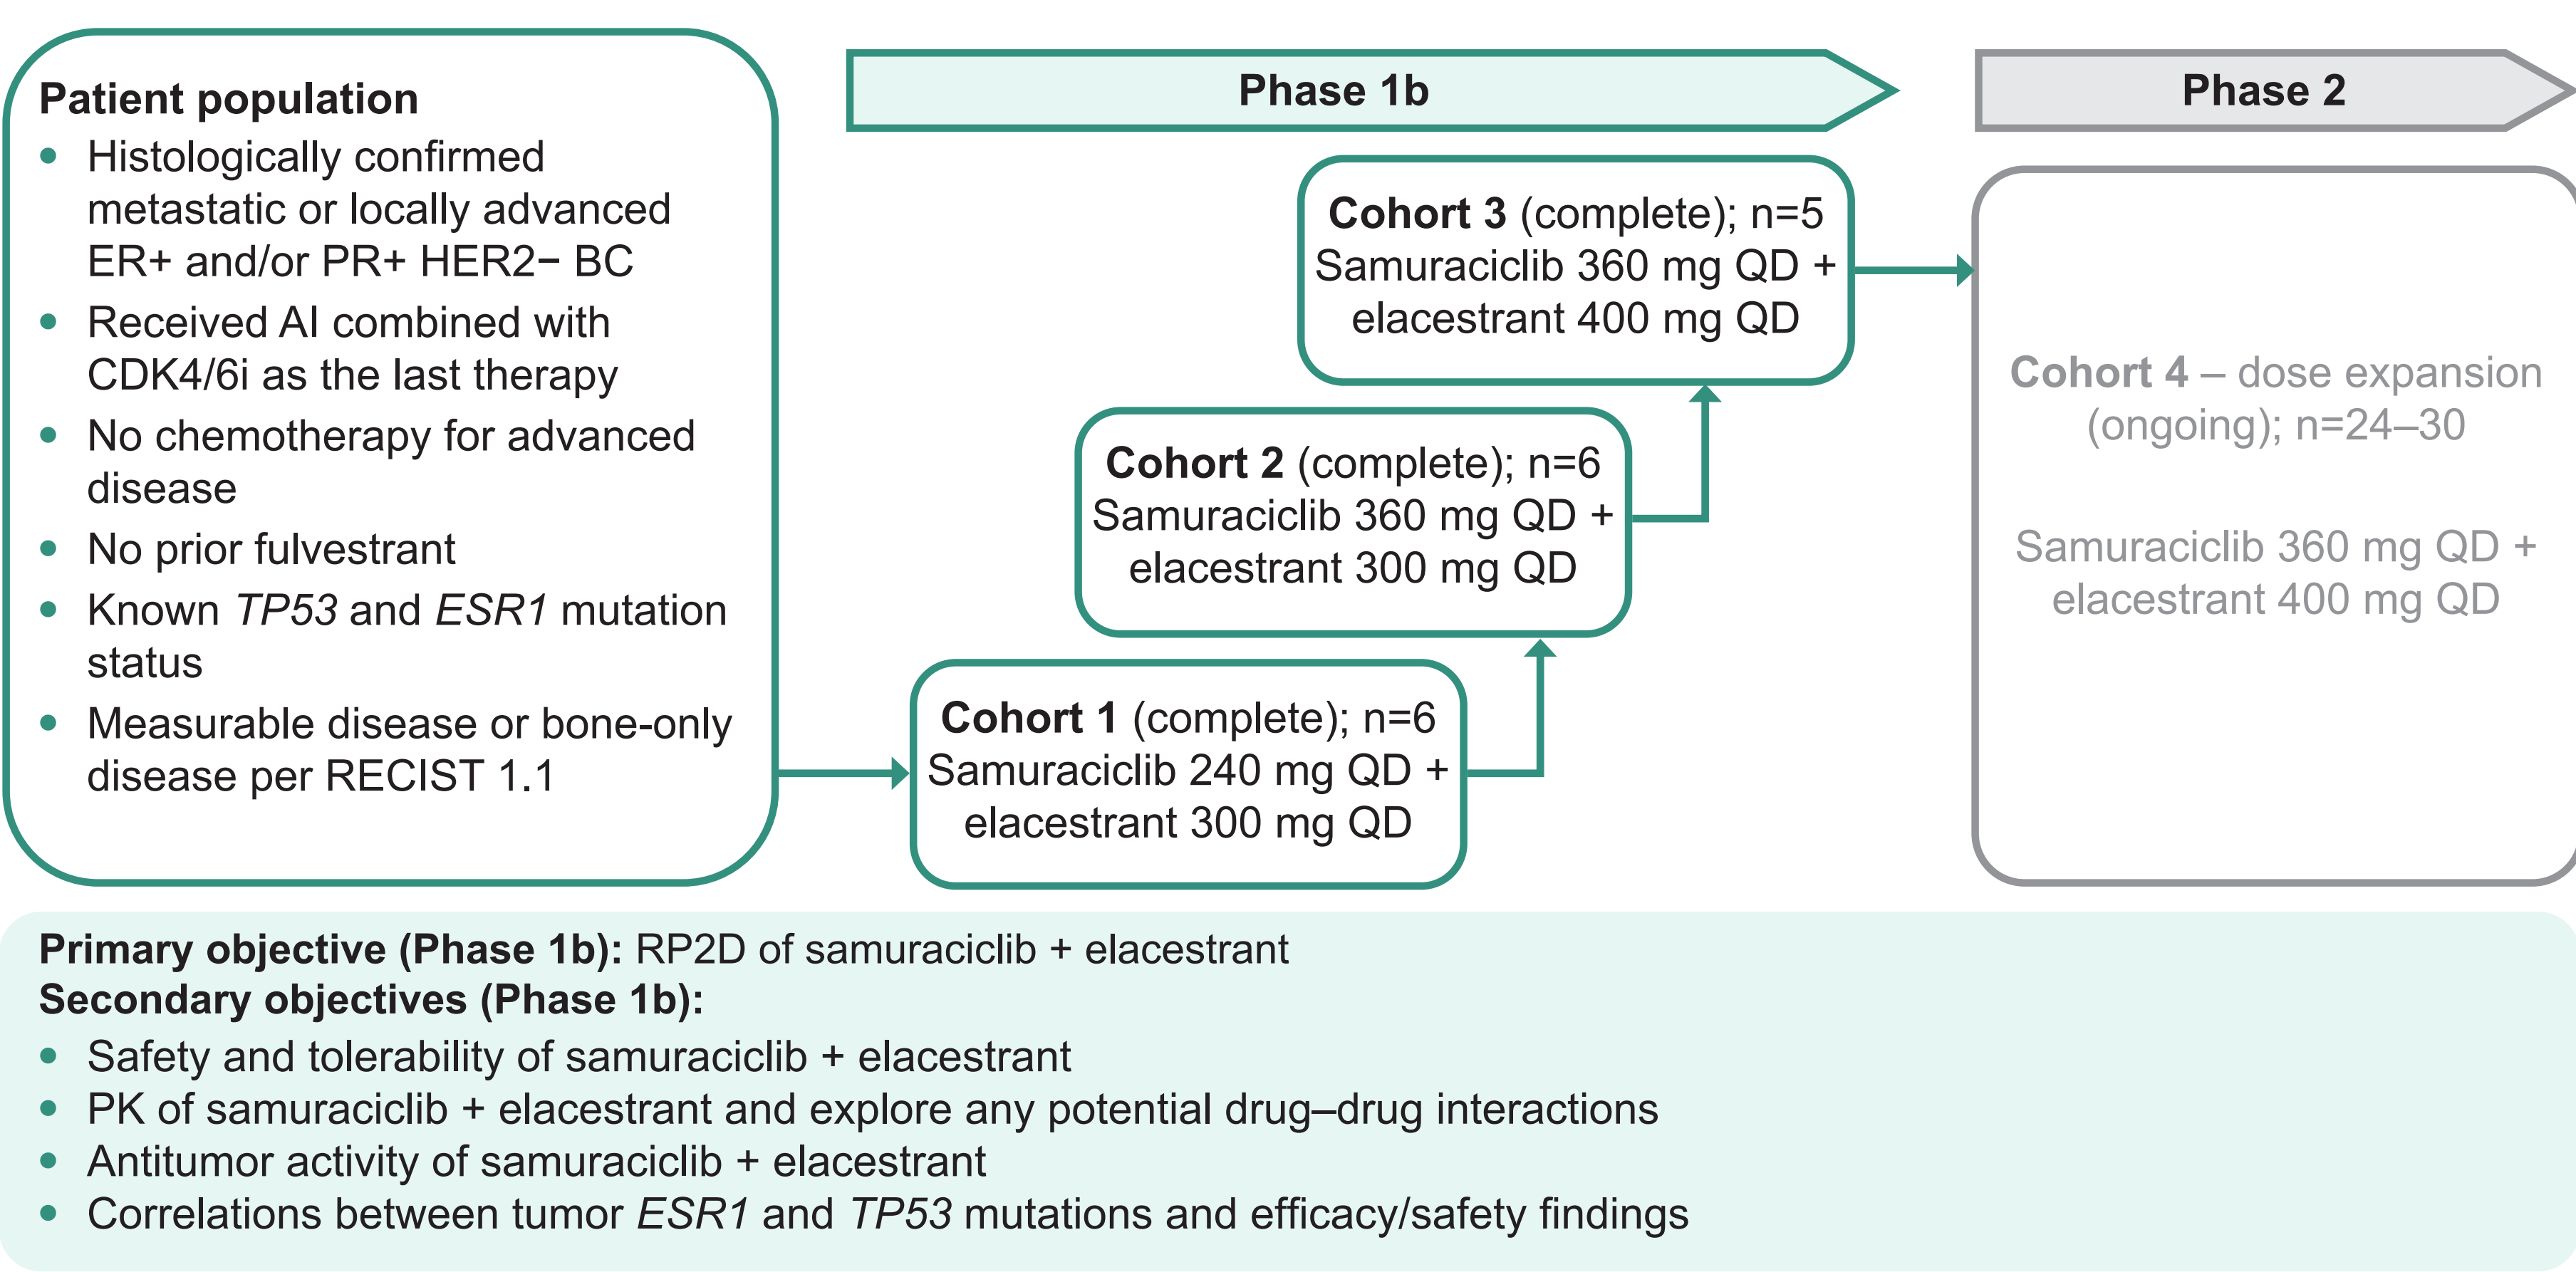 Patient population
• Histologically confirmed
metastatic or locally advanced
ER+ and/or PR+ HER2− BC
• Received AI combined with
CDK4/6i as the last therapy
• No chemotherapy for advanced
disease
• No prior fulvestrant
• Known TP53 and ESR1 mutation
status
• Measurable disease or bone-only
disease per RECIST 1.1
Phase 1b
Cohort 1 (complete); n=6
Samuraciclib 240 mg QD +
elacestrant 300 mg QD
Cohort 2 (complete); n=6
Samuraciclib 360 mg QD +
elacestrant 300 mg QD
Cohort 3 (complete); n=5
Samuraciclib 360 mg QD +
elacestrant 400 mg QD
Phase 2
Cohort 4 – dose expansion
(ongoing); n=24–30
Samuraciclib 360 mg QD +
elacestrant 400 mg QD
Primary objective (Phase 1b): RP2D of samuraciclib + elacestrant
Secondary objectives (Phase 1b):
• Safety and tolerability of samuraciclib + elacestrant
• PK of samuraciclib + elacestrant and explore any potential drug–drug interactions
• Antitumor activity of samuraciclib + elacestrant
• Correlations between tumor ESR1 and TP53 mutations and efficacy/safety findings